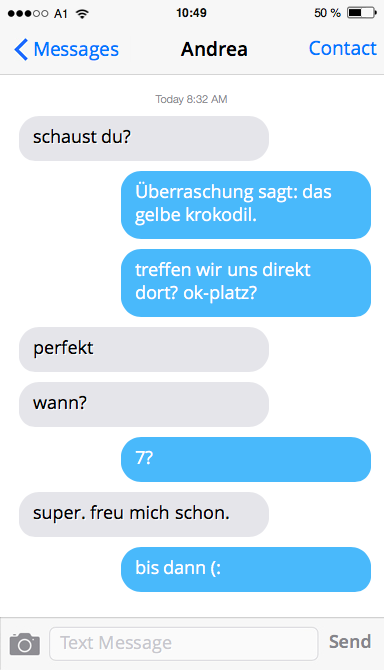 A1 10:49 50 %
Messages Andrea Contact
Today 8:32 AM
schaust du?
Überraschung sagt: das
gelbe krokodil.
treffen wir uns direkt
dort? ok-platz?
perfekt
wann?
7?
super. freu mich schon.
bis dann (:
Text Message Send